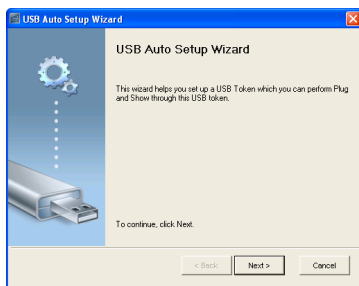 USB Auto Setup Wizard
USB Auto Setup Wizard
This wizard helps you set up a USB Token which you can perform Plug
and Show through this USB token.
To continue, click Next.
< Back
Next >
Cancel